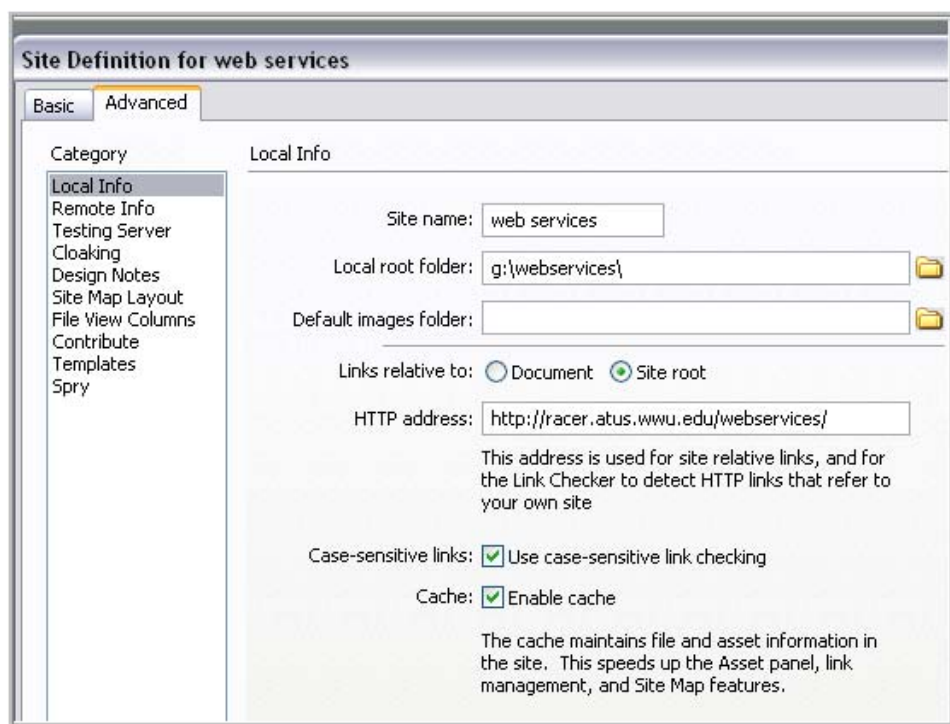 Site Definition for web services
Basic
Advanced
Category
Local Info
Remote Info
Testing Server
Cloaking
Design Notes
Site Map Layout
File View Columns
Contribute
Templates
Spry
Local Info
Site name: web services
Local root folder: g:\webservices\
Default images folder:
Links relative to: Document Site root
HTTP address: http://racer.atus.wwu.edu/webservices/
This address is used for site relative links, and for
the Link Checker to detect HTTP links that refer to
your own site
Case-sensitive links: Use case-sensitive link checking
Cache: Enable cache
The cache maintains file and asset information in
the site. This speeds up the Asset panel, link
management, and Site Map features.